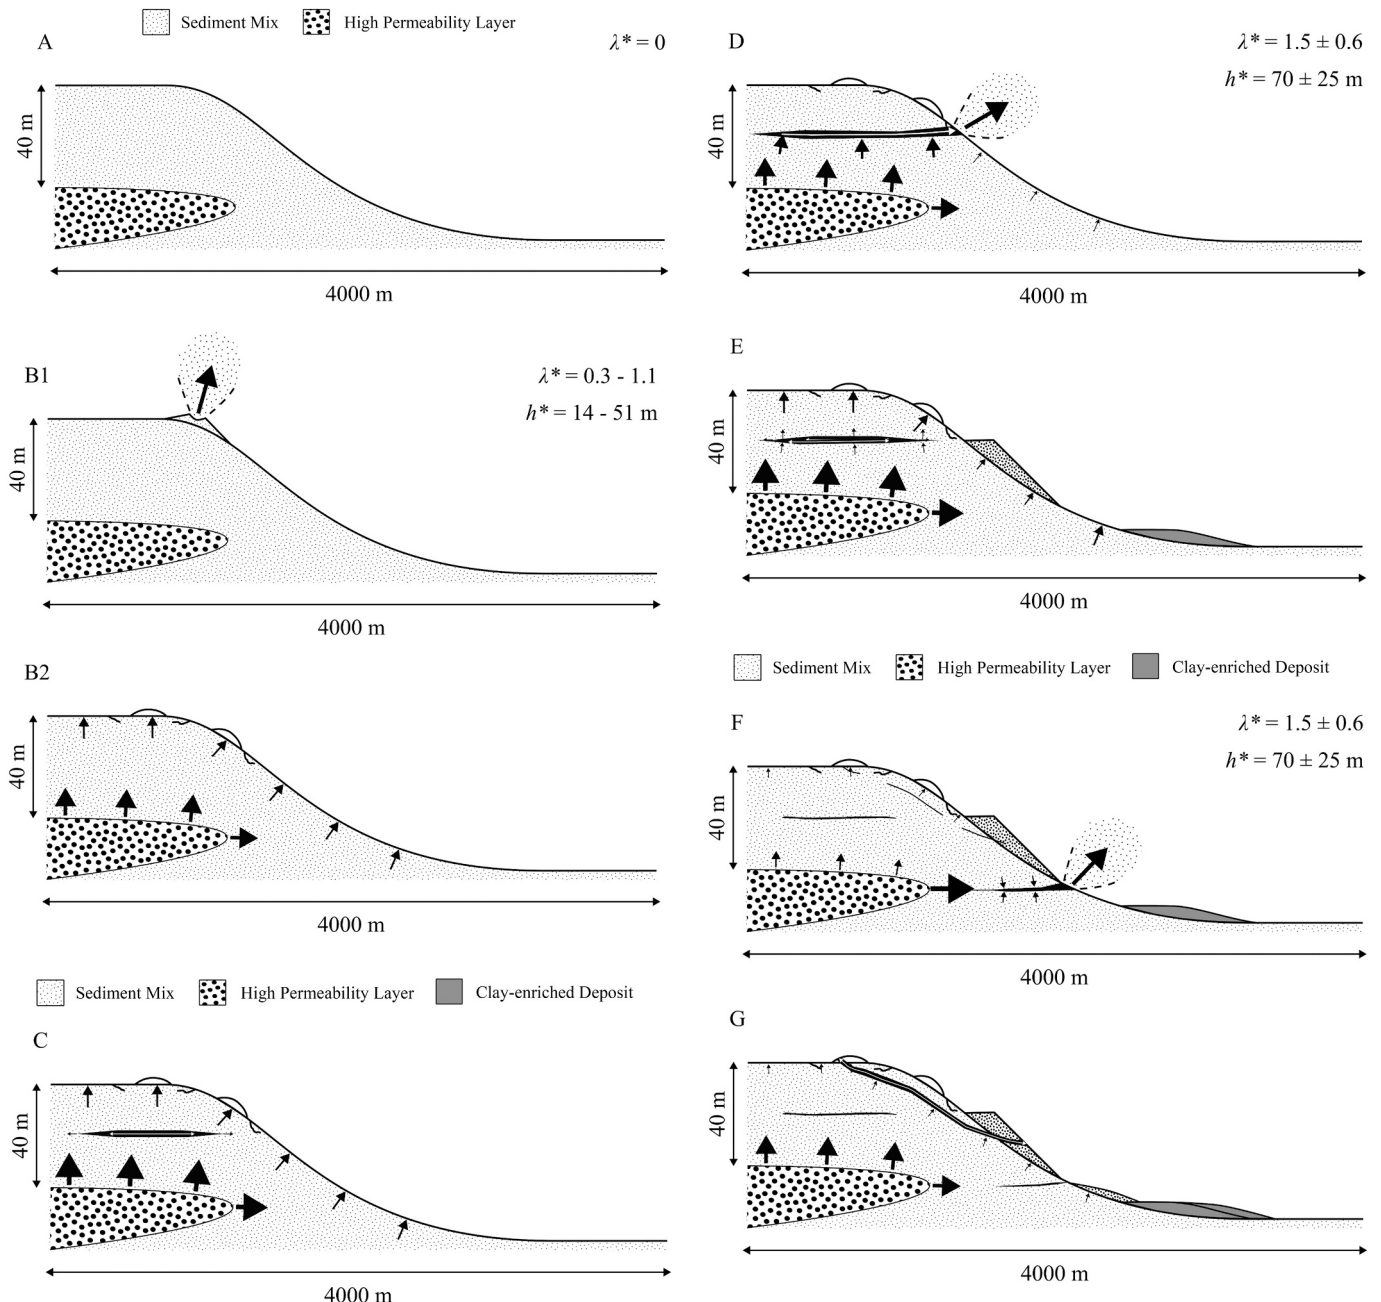 Sediment Mix High Permeability Layer
A
λ* = 0
40 m
4000 m
B1
λ* = 0.3 - 1.1
h* = 14 - 51 m
40 m
4000 m
B2
40 m
4000 m
Sediment Mix High Permeability Layer Clay-enriched Deposit
C
40 m
4000 m
D
λ* = 1.5 ± 0.6
h* = 70 ± 25 m
40 m
4000 m
E
40 m
4000 m
Sediment Mix High Permeability Layer Clay-enriched Deposit
F
λ* = 1.5 ± 0.6
h* = 70 ± 25 m
40 m
4000 m
G
40 m
4000 m